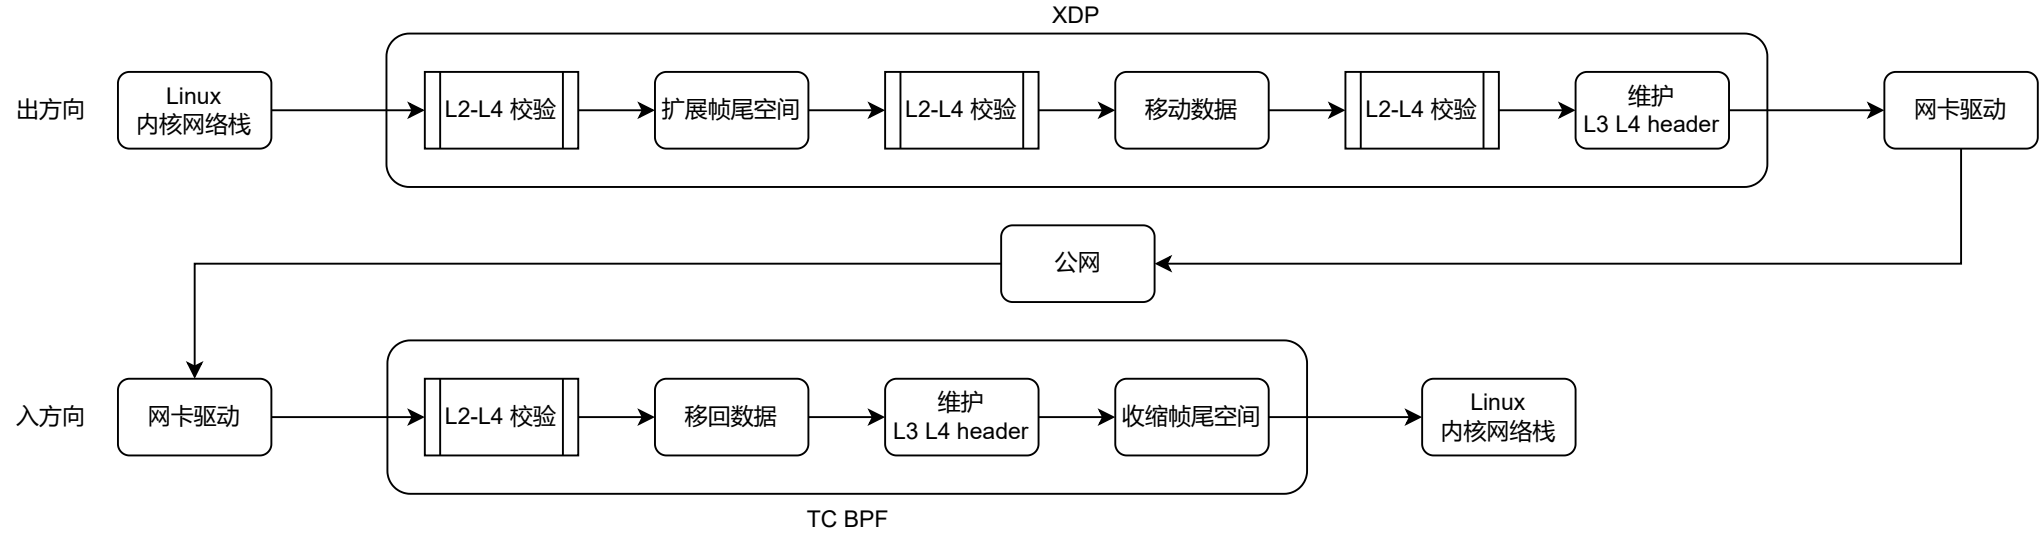 XDP
出方向
Linux
内核网络栈
L2-L4 校验
扩展帧尾空间
L2-L4 校验
移动数据
L2-L4 校验
维护
L3 L4 header
网卡驱动
公网
入方向
网卡驱动
L2-L4 校验
移回数据
维护
L3 L4 header
收缩帧尾空间
Linux
内核网络栈
TC BPF